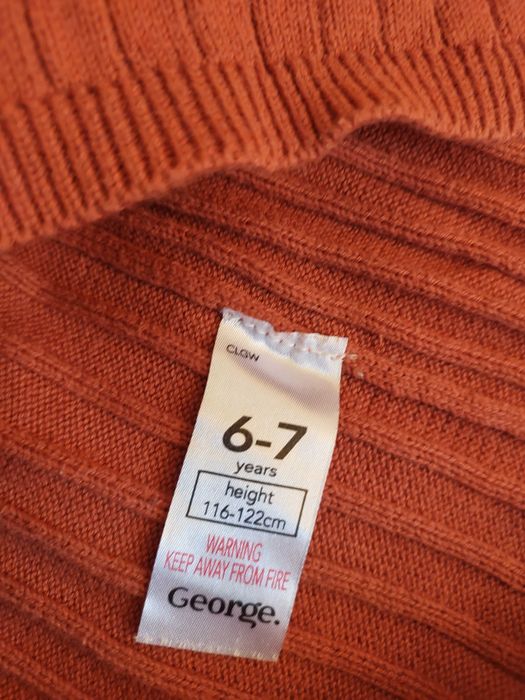 CLGW
6-7
years
height
116-122cm
WARNING
KEEP AWAY FROM FIRE
George.